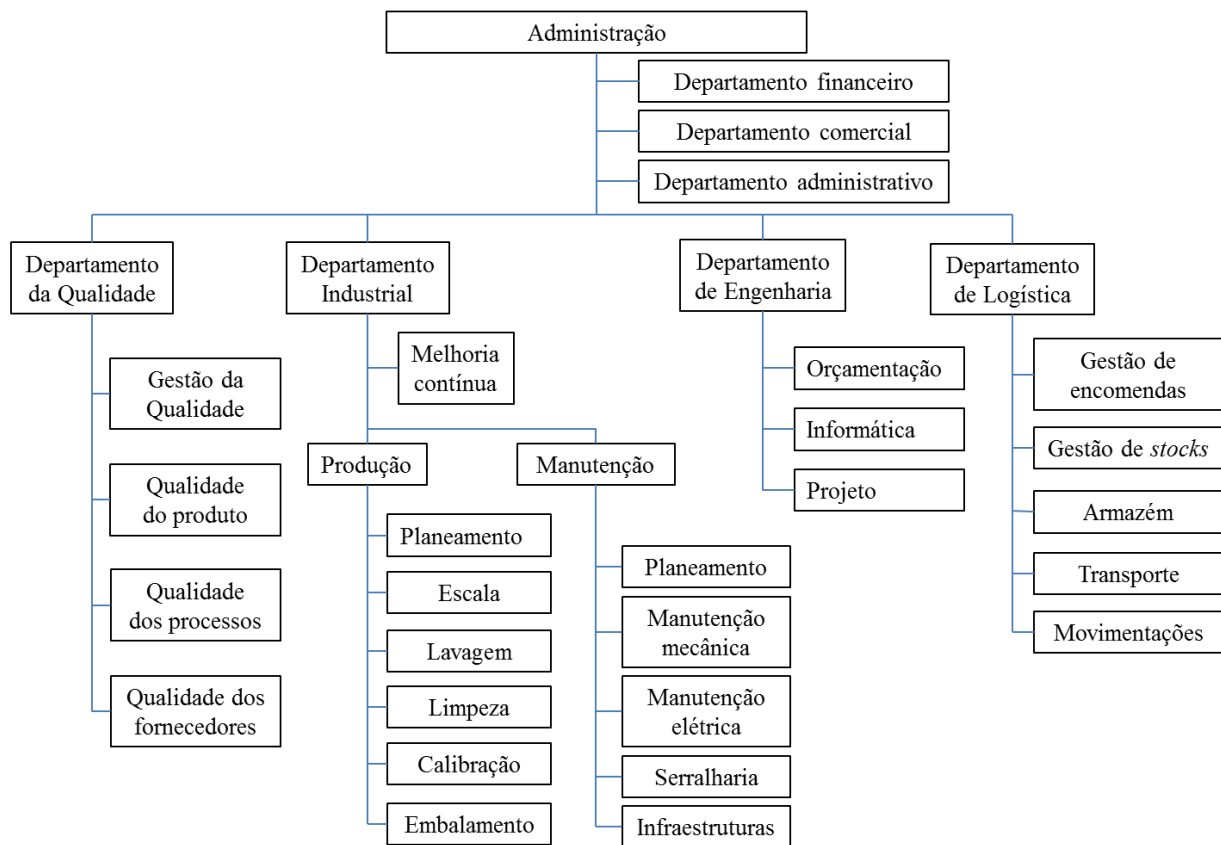 Administração
Departamento financeiro
Departamento comercial
Departamento administrativo
Departamento
da Qualidade
Gestão da
Qualidade
Qualidade
do produto
Qualidade
dos processos
Qualidade dos
fornecedores
Departamento
Industrial
Melhoria
contínua
Produção
Planeamento
Escala
Lavagem
Limpeza
Calibração
Embalamento
Manutenção
Planeamento
Manutenção
mecânica
Manutenção
elétrica
Serralharia
Infraestruturas
Departamento
de Engenharia
Orçamentação
Informática
Projeto
Departamento
de Logística
Gestão de
encomendas
Gestão de stocks
Armazém
Transporte
Movimentações